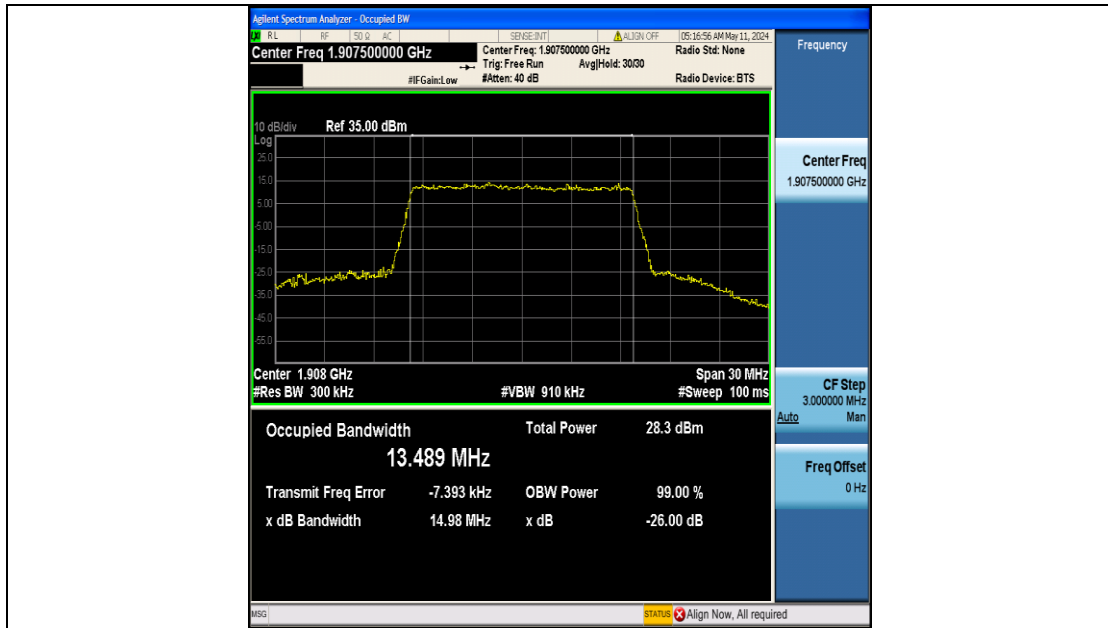 Agilent Spectrum Analyzer - Occupied BW
RL RF 50 Ω AC SENSE:INT ALIGN OFF 05:16:56 AM May 11, 2024
Center Freq 1.907500000 GHz
Center Freq: 1.907500000 GHz
Radio Std: None
Trig: Free Run Avg|Hold: 30/30
#IFGain:Low #Atten: 40 dB Radio Device: BTS
10 dB/div Ref 35.00 dBm
Log
25.0
15.0
5.00
-5.00
-15.0
-25.0
-35.0
-45.0
-55.0
Center 1.908 GHz Span 30 MHz
#Res BW 300 kHz #VBW 910 kHz #Sweep 100 ms
Occupied Bandwidth Total Power 28.3 dBm
13.489 MHz
Transmit Freq Error -7.393 kHz OBW Power 99.00 %
x dB Bandwidth 14.98 MHz x dB -26.00 dB
MSG STATUS Align Now, All required
Frequency
Center Freq
1.907500000 GHz
CF Step
3.000000 MHz
Auto Man
Freq Offset
0 Hz